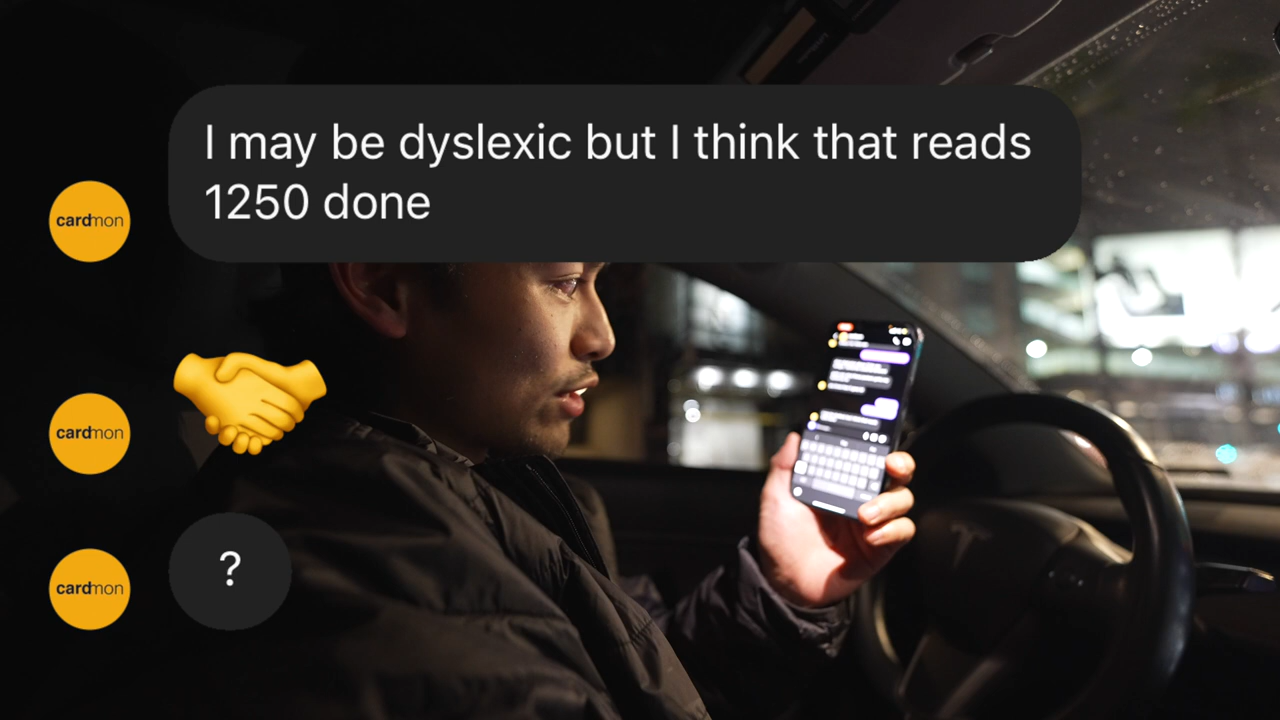 I may be dyslexic but I think that reads
1250 done
cardmon
cardmon
?
cardmon